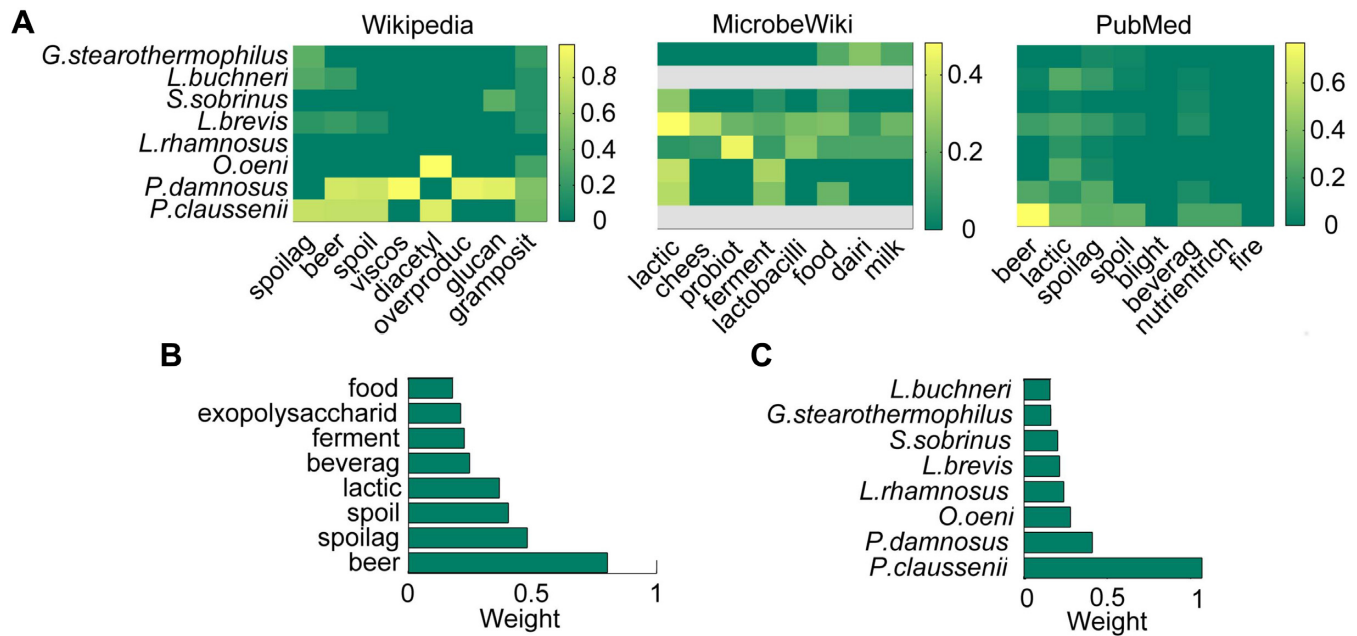 A
Wikipedia
MicrobeWiki
PubMed
G.stearothermophilus
L.buchneri
S.sobrinus
L.brevis
L.rhamnosus
O.oeni
P.damnosus
P.claussenii
0.8
0.6
0.4
0.2
0
0.4
0.2
0
0.6
0.4
0.2
0
spoilag
beer
spoil
viscos
diacetyl
overproduc
glucan
gramposit
lactic
chees
probiot
ferment
lactobacilli
food
dairi
milk
beer
lactic
spoilag
spoil
blight
beverag
nutrientrich
fire
B
food
exopolysaccharid
ferment
beverag
lactic
spoil
spoilag
beer
0 0.5 1
Weight
C
L.buchneri
G.stearothermophilus
S.sobrinus
L.brevis
L.rhamnosus
O.oeni
P.damnosus
P.claussenii
0 0.5 1
Weight